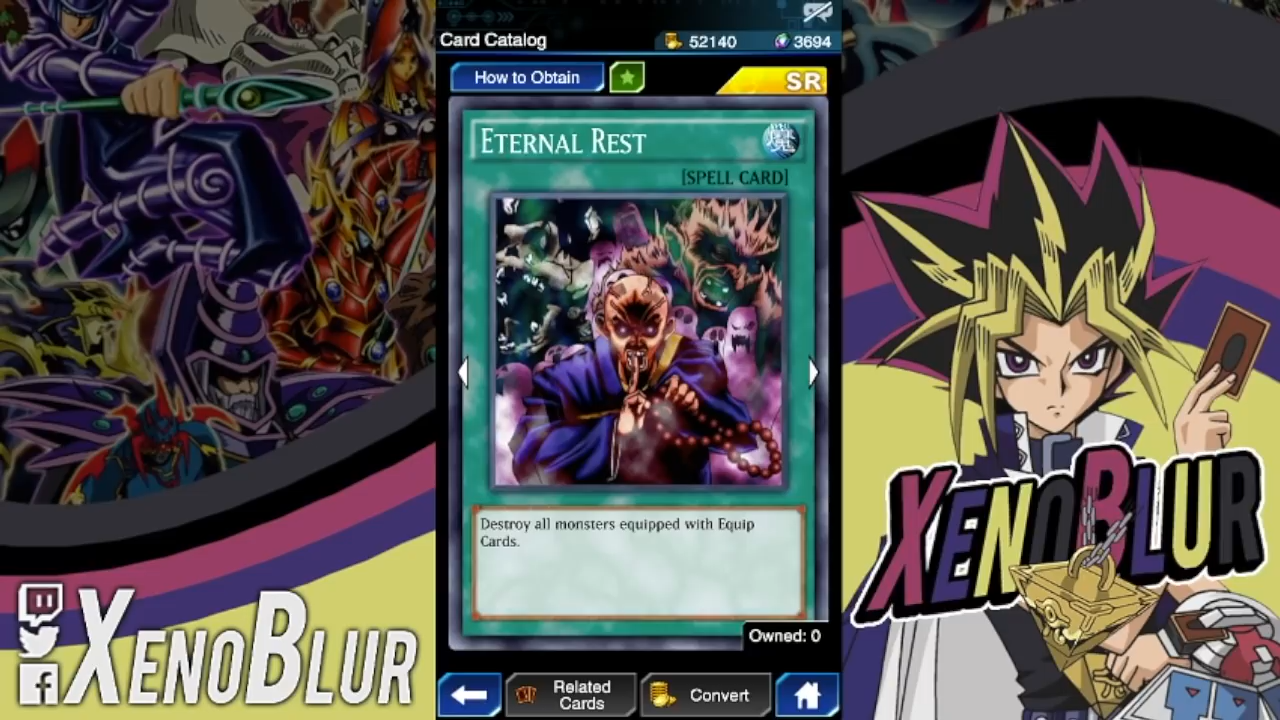 Card Catalog
52140
3694
How to Obtain
SR
ETERNAL REST
[SPELL CARD]
Destroy all monsters equipped with Equip
Cards.
Owned: 0
Related
Cards
Convert
XENOBLUR
XENOBLUR